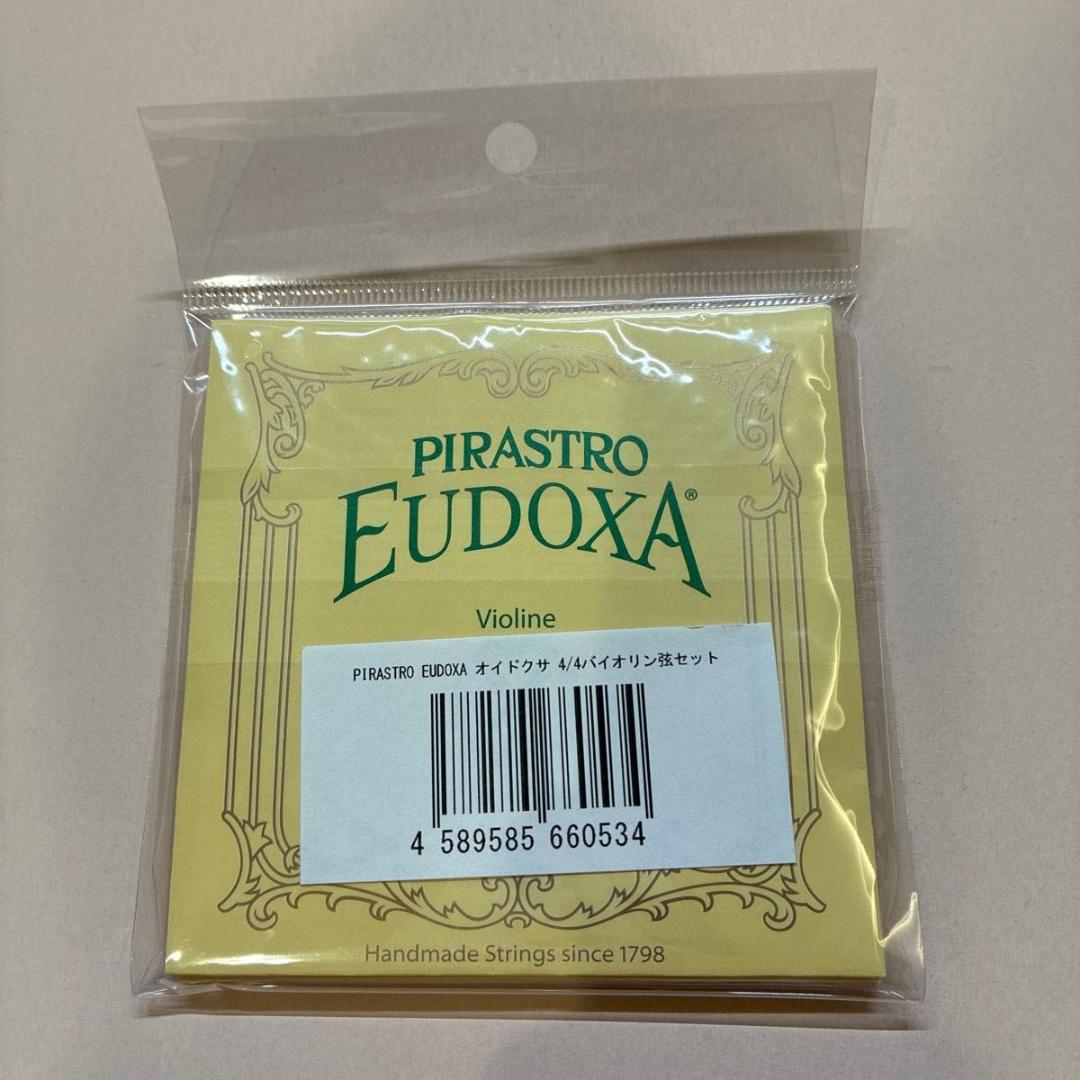 PIRASTRO
EUDOXA®
Violine
PIRASTRO EUDOXA オイドクサ 4/4バイオリン弦セット
4 589585 660534
Handmade Strings since 1798